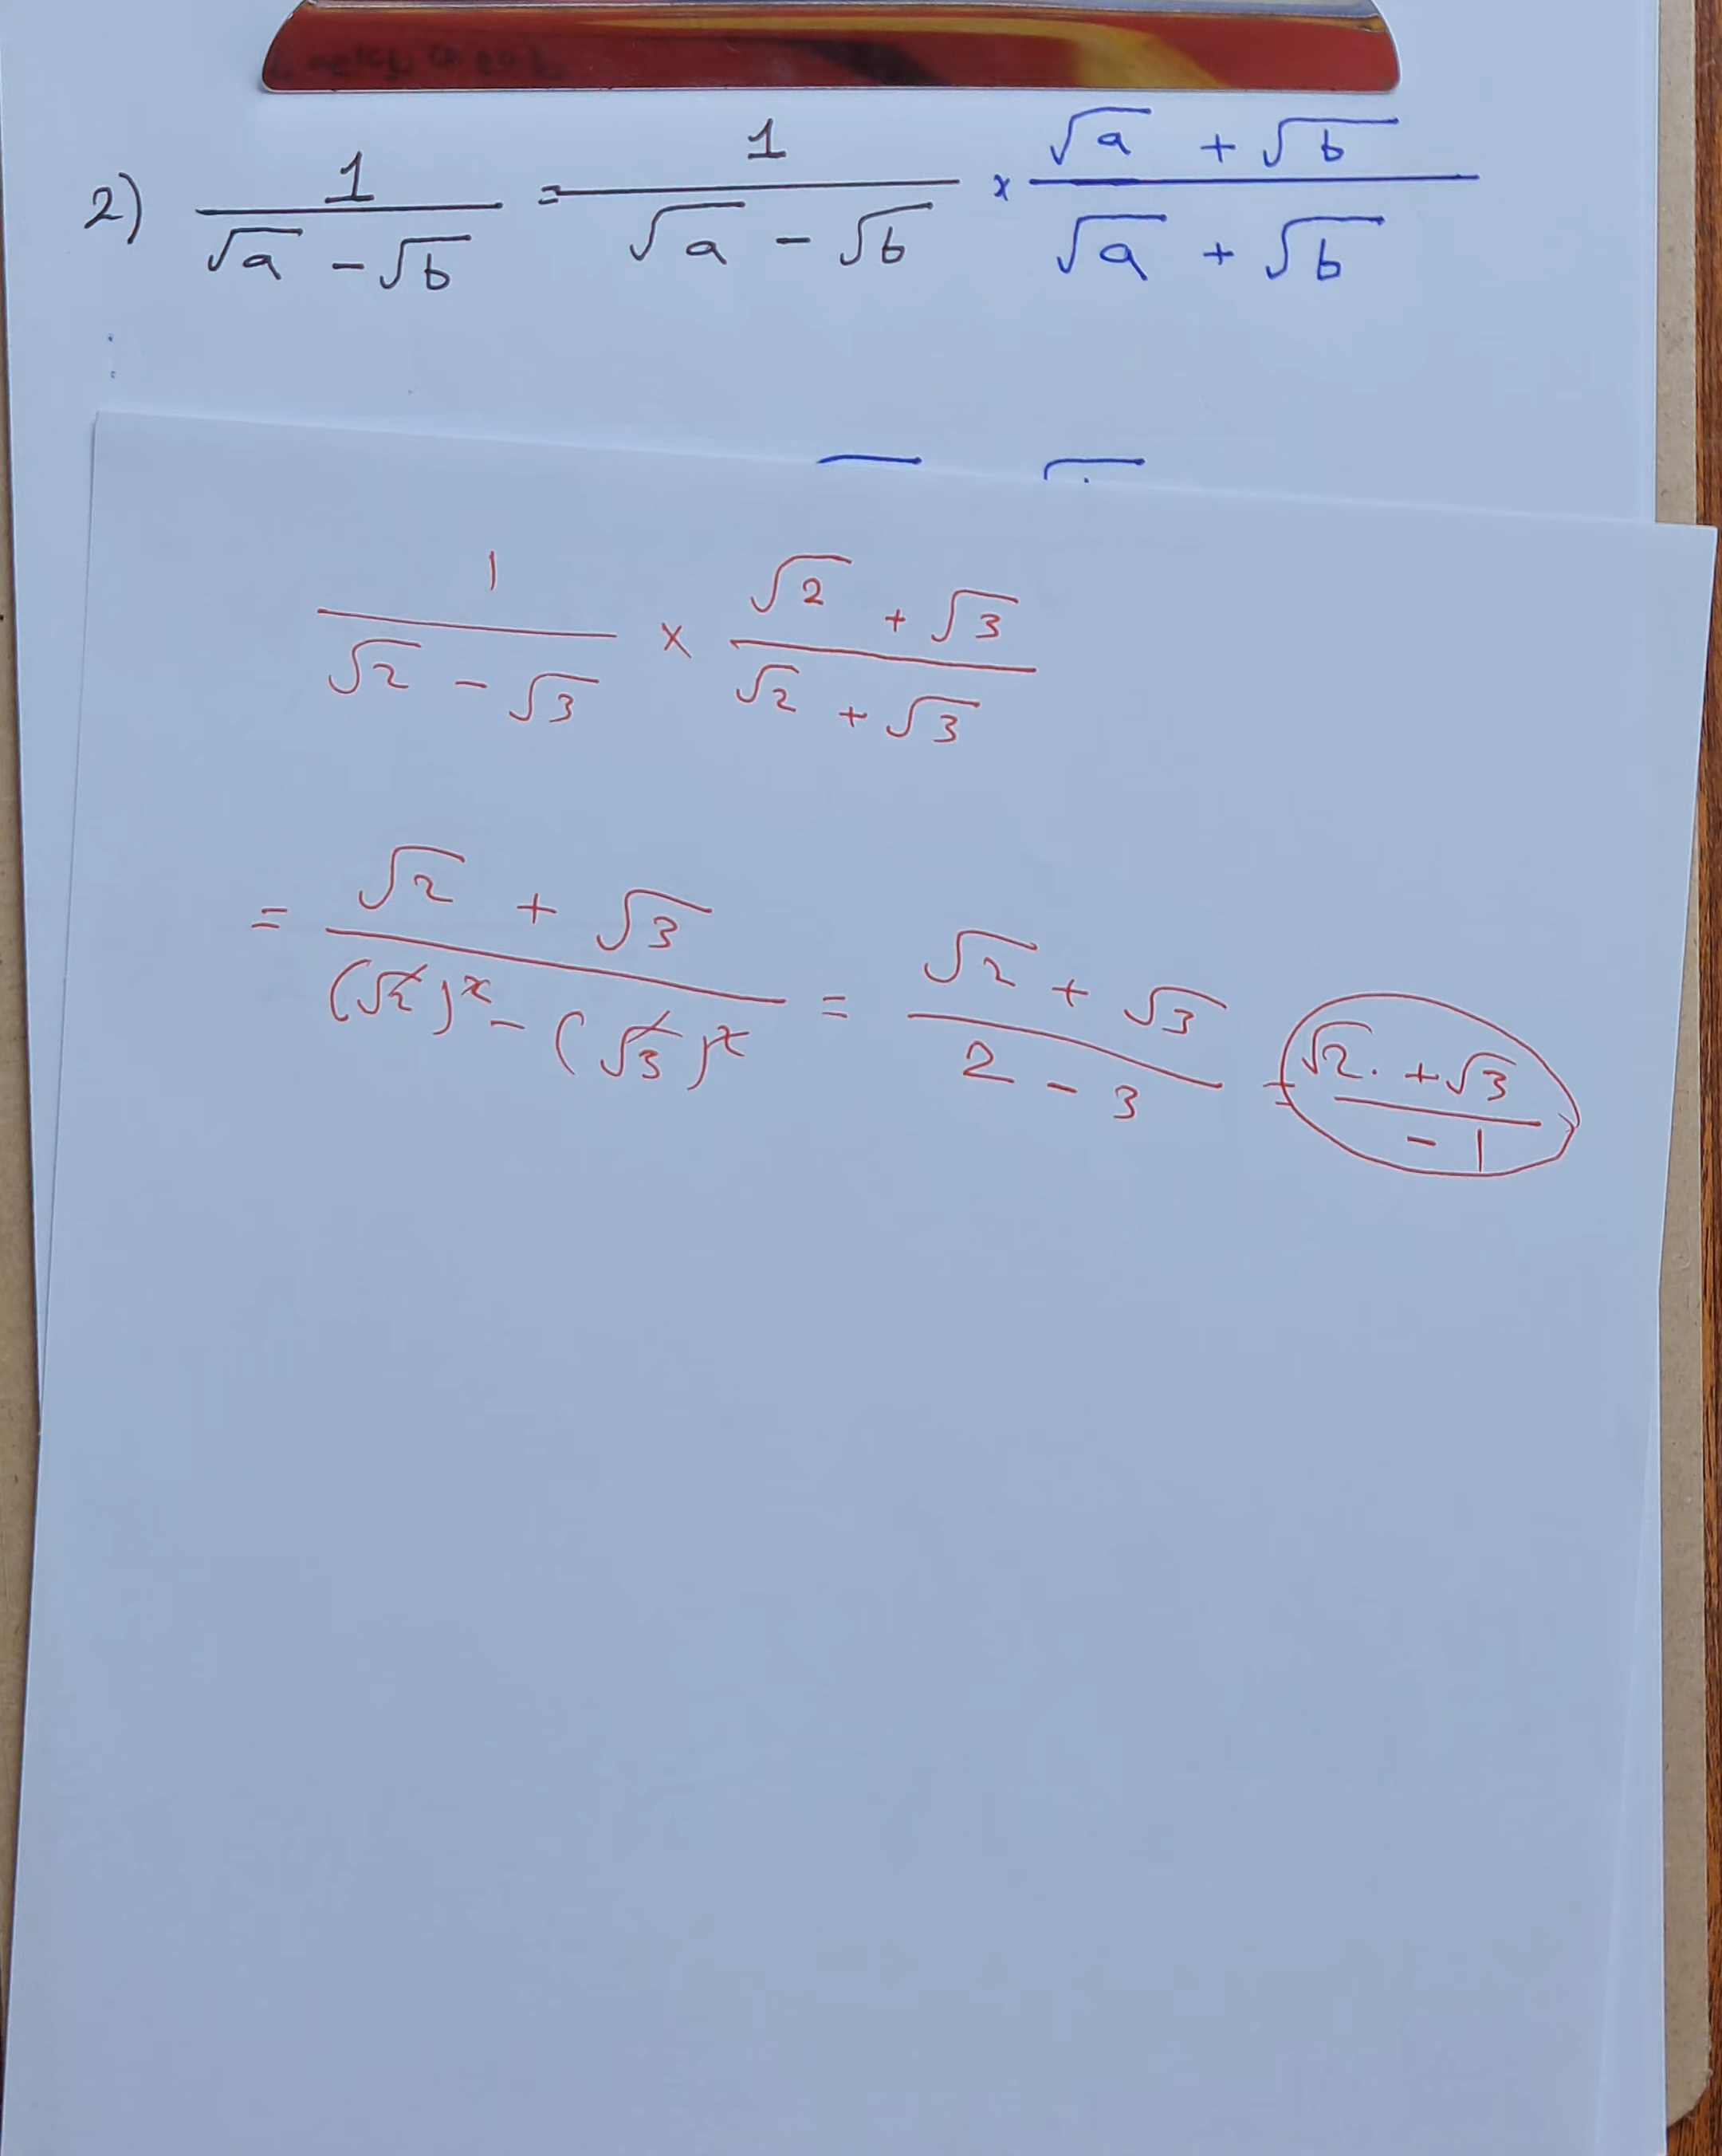 2) 1/(√a - √b) = 1/(√a - √b) × (√a + √b)/(√a + √b)
1/(√2 - √3) × (√2 + √3)/(√2 + √3)
= (√2 + √3)/((√2)² - (√3)²) = (√2 + √3)/(2 - 3) = (√2. + √3)/(-1)